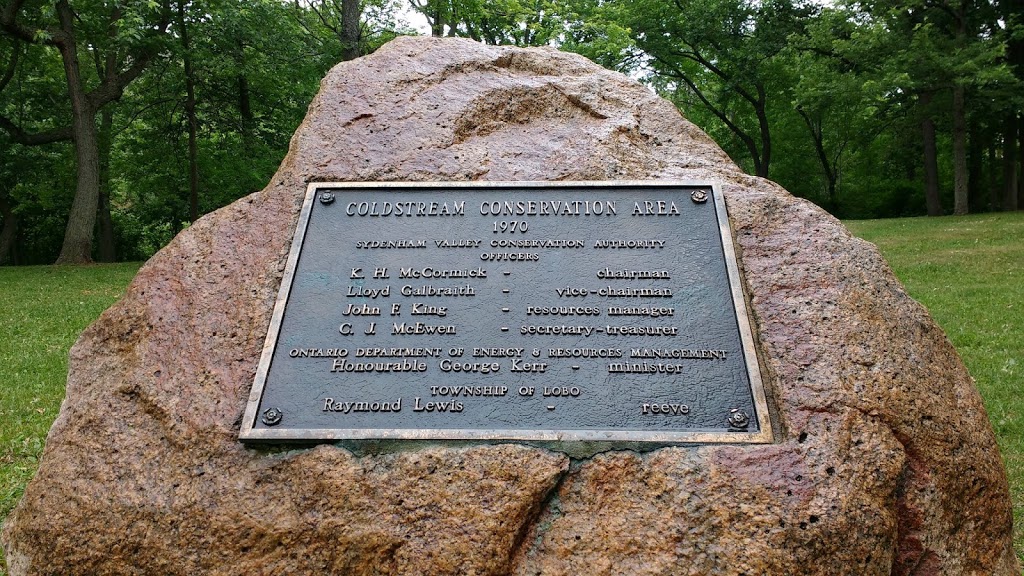 COLDSTREAM CONSERVATION AREA
1970
SYDENHAM VALLEY CONSERVATION AUTHORITY
OFFICERS
K. H. McCormick - chairman
Lloyd Galbraith - vice-chairman
John F. King - resources manager
C. J. McEwen - secretary-treasurer
ONTARIO DEPARTMENT OF ENERGY & RESOURCES MANAGEMENT
Honourable George Kerr - minister
TOWNSHIP OF LOBO
Raymond Lewis - reeve